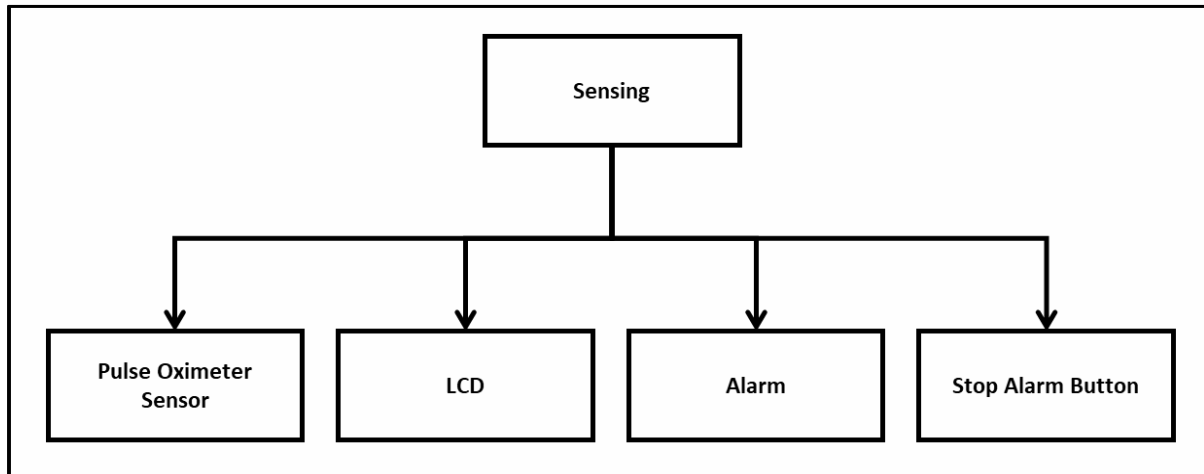 Sensing
Pulse Oximeter
Sensor
LCD
Alarm
Stop Alarm Button